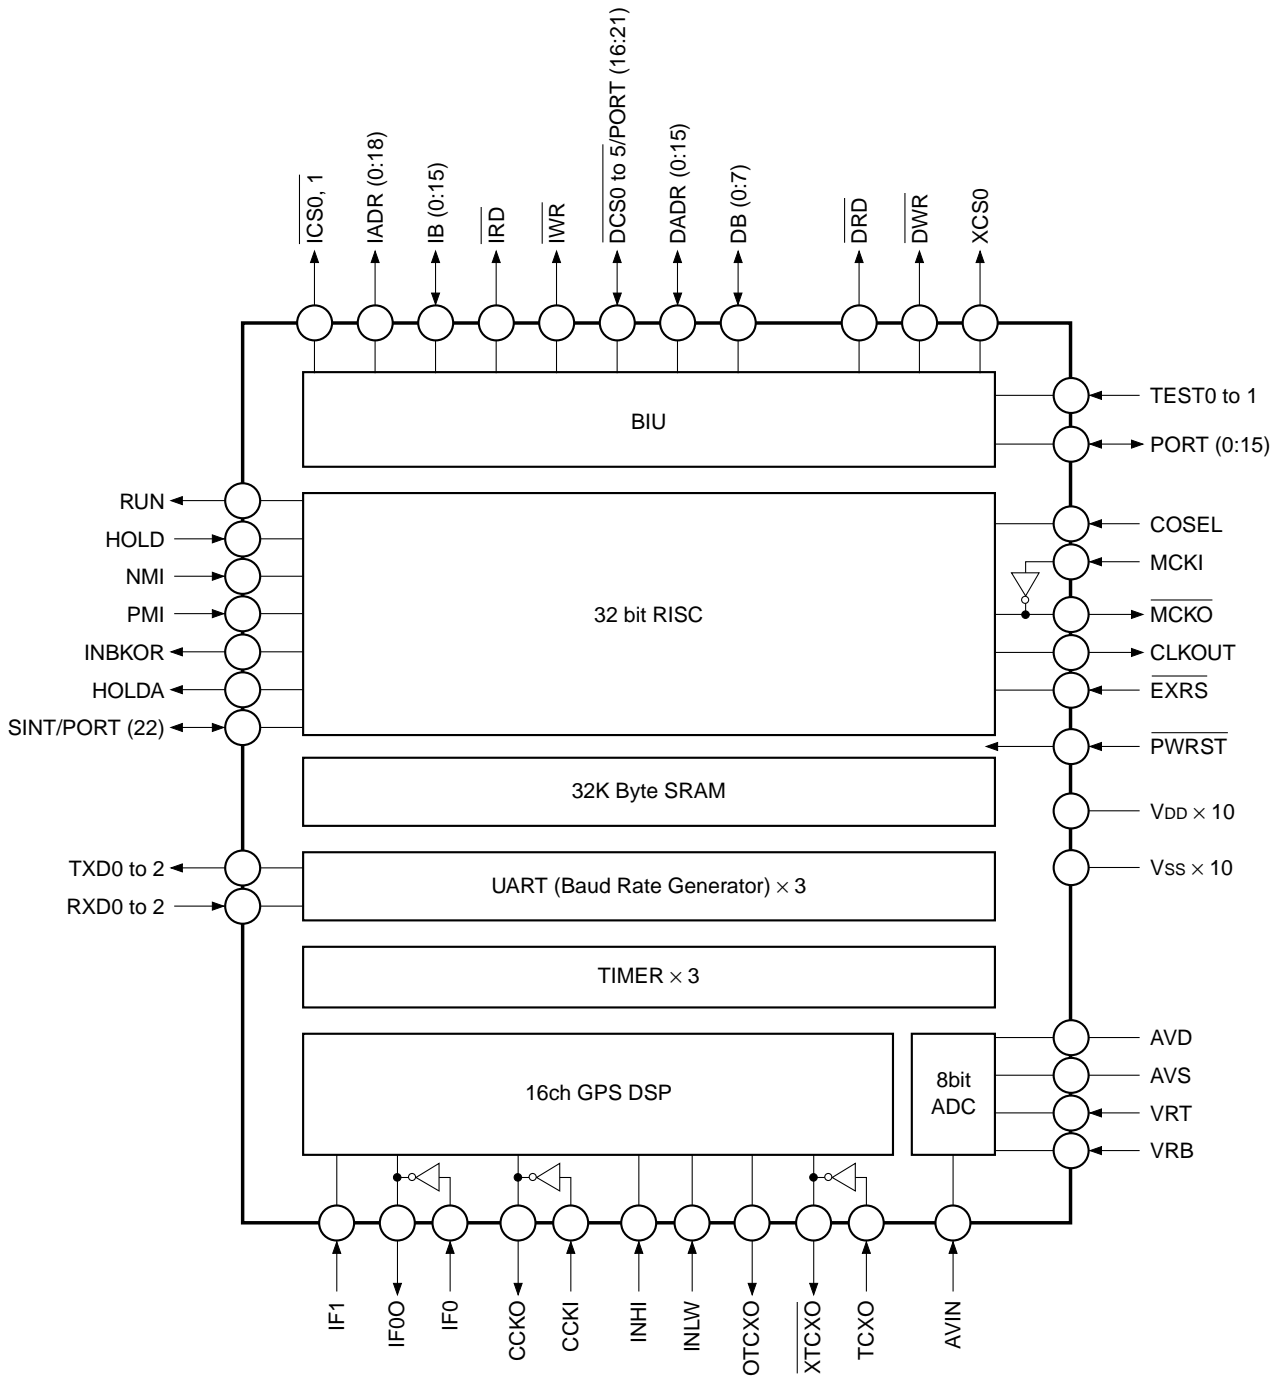 ICS0, 1
IADR (0:18)
IB (0:15)
IRD
IWR
DCS0 to 5/PORT (16:21)
DADR (0:15)
DB (0:7)
DRD
DWR
XCS0
BIU
TEST0 to 1
PORT (0:15)
RUN
HOLD
NMI
PMI
INBKOR
HOLDA
SINT/PORT (22)
32 bit RISC
COSEL
MCKI
MCKO
CLKOUT
EXRS
PWRST
32K Byte SRAM
VDD × 10
VSS × 10
TXD0 to 2
RXD0 to 2
UART (Baud Rate Generator) × 3
TIMER × 3
16ch GPS DSP
8bit
ADC
AVD
AVS
VRT
VRB
IF1
IF0O
IF0
CCKO
CCKI
INHI
INLW
OTCXO
XTCXO
TCXO
AVIN